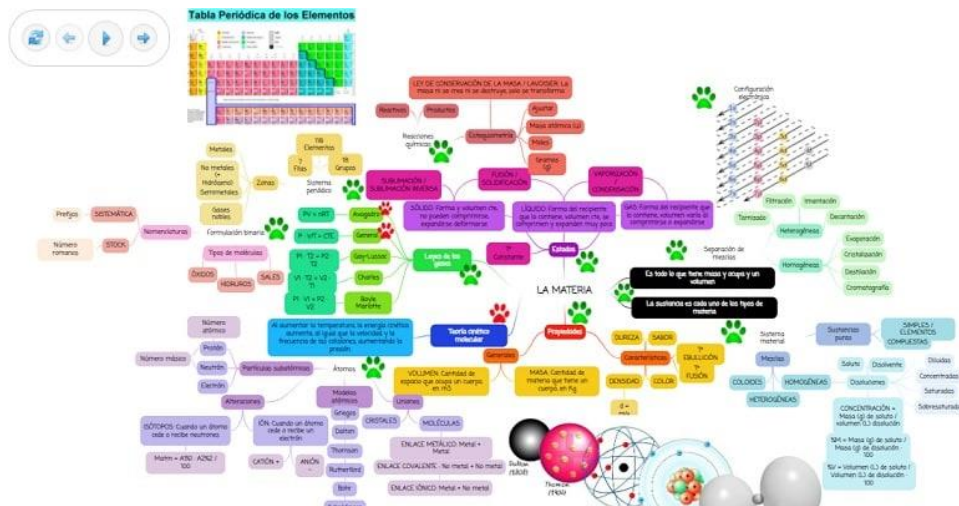 Tabla Periódica de los Elementos
LEY DE CONSERVACIÓN DE LA MASA / LAVOISIER: La
masa ni se crea ni se destruye, solo se transforma
Reactivos
Productos
Reacciones
químicas
Estequiometría
Ajustar
Masa atómica (u)
Moles
Gramos
(g)
Configuración
electrónica
Metales
No metales (+
Hidrógeno)
Semimetales
Gases
nobles
Zonas
118
Elementos
7
Filas
18
Grupos
Sistema
periódico
SUBLIMACIÓN /
SUBLIMACIÓN INVERSA
FUSIÓN /
SOLIDIFICACIÓN
VAPORIZACIÓN
/
CONDENSACIÓN
SÓLIDO: Forma y volumen cte,
no pueden comprimirse,
expandirse deformarse.
LÍQUIDO: Forma del recipiente
que lo contiene, volumen cte, se
comprimen y expanden muy poco
GAS: Forma del recipiente que
lo contiene, volumen varía al
comprimirse o expandirse
Tª
Constante
Estados
Filtración
Imantación
Tamizado
Decantación
Heterogéneas
Separación de
mezclas
Homogéneas
Evaporación
Cristalización
Destilación
Cromatografía
Prefijos
SISTEMÁTICA
Número
romanos
STOCK
Nomenclaturas
Formulación binaria
Tipos de moléculas
ÓXIDOS
HIDRUROS
SALES
PV = nRT
Avogadro
P · V/T = CTE
General
P1 · T2 = P2 ·
T2
Gay-Lussac
V1 · T2 = V2 ·
T1
Charles
P1 · V1 = P2 ·
V2
Boyle
Mariotte
Leyes de los
gases
LA MATERIA
Es todo lo que tiene masa y ocupa y un
volumen
La sustancia es cada uno de los tipos de
materia
Al aumentar la temperatura, la energía cinética
aumenta, al igual que la velocidad y la
frecuencia de las colisiones, aumentando la
presión.
Teoría cinético
molecular
Propiedades
Generales
VOLUMEN: Cantidad de
espacio que ocupa un cuerpo,
en m3
MASA: Cantidad de
materia que tiene un
cuerpo, en Kg
DUREZA
SABOR
Características
Tª
EBULLICIÓN
Tª
FUSIÓN
DENSIDAD
COLOR
Sistema
material
Sustancias
puras
SIMPLES /
ELEMENTOS
COMPUESTAS
Mezclas
COLOIDES
HOMOGÉNEAS
HETEROGÉNEAS
Soluto
Disolvente
Disoluciones
Diluidas
Concentradas
Saturadas
Sobresaturada
CONCENTRACIÓN =
Masa (g) de soluto /
volumen (L) disolución
%M = Masa (g) de
soluto / Masa (g) de
disolución ·
100
%V = Volumen (L) de soluto /
Volumen (L) de disolución ·
100
Número
atómico
Número másico
Protón
Neutrón
Electrón
Partículas subatómicas
Átomos
Alteraciones
ISÓTOPOS: Cuando un átomo
cede o recibe neutrones
IÓN: Cuando un átomo
cede o recibe un
electrón
CATIÓN +
ANIÓN
-
Modelos
atómicos
Griegos
Dalton
Thomson
Rutherford
Bohr
Uniones
CRISTALES
MOLÉCULAS
ENLACE METÁLICO: Metal +
Metal
ENLACE COVALENTE: No metal + No metal
ENLACE IÓNICO: Metal + No metal